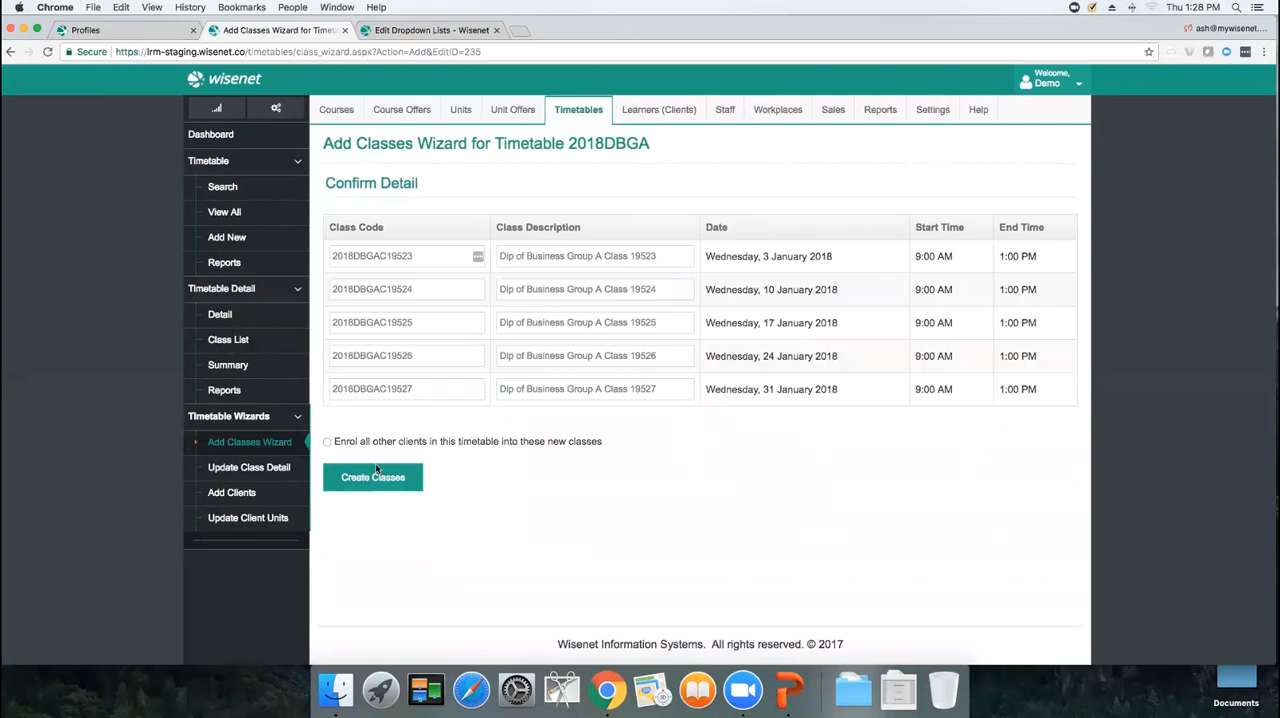 Chrome File Edit View History Bookmarks People Window Help Thu 1:28 PM
Profiles × Add Classes Wizard for Timeta × Edit Dropdown Lists - Wisenet × ash@mywisenet....
Secure https://lrm-staging.wisenet.co/timetables/class_wizard.aspx?Action=Add&EditID=235
wisenet Welcome,
Demo
Courses Course Offers Units Unit Offers Timetables Learners (Clients) Staff Workplaces Sales Reports Settings Help
Dashboard
Timetable
Search
View All
Add New
Reports
Timetable Detail
Detail
Class List
Summary
Reports
Timetable Wizards
Add Classes Wizard
Update Class Detail
Add Clients
Update Client Units
Add Classes Wizard for Timetable 2018DBGA
Confirm Detail
Class Code Class Description Date Start Time End Time
2018DBGAC19523 Dip of Business Group A Class 19523 Wednesday, 3 January 2018 9:00 AM 1:00 PM
2018DBGAC19524 Dip of Business Group A Class 19524 Wednesday, 10 January 2018 9:00 AM 1:00 PM
2018DBGAC19525 Dip of Business Group A Class 19525 Wednesday, 17 January 2018 9:00 AM 1:00 PM
2018DBGAC19526 Dip of Business Group A Class 19526 Wednesday, 24 January 2018 9:00 AM 1:00 PM
2018DBGAC19527 Dip of Business Group A Class 19527 Wednesday, 31 January 2018 9:00 AM 1:00 PM
Enrol all other clients in this timetable into these new classes
Create Classes
Wisenet Information Systems. All rights reserved. © 2017
Documents